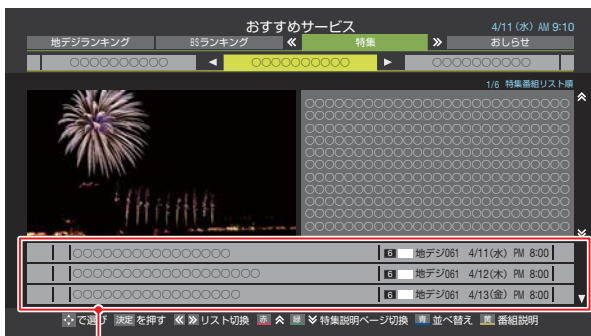 おすすめサービス
4/11(水) AM 9:10
地デジランキング BSランキング 特集 おしらせ
○○○○○○○○○○ ◀ ○○○○○○○○○○ ▶ ○○○○○○○○○○
1/6 特集番組リスト順
○○○○○○○○○○○○○○○○○○○○○○○○
○○○○○○○○○○○○○○○○○○○○○○○○
○○○○○○○○○○○○○○○○○○○○○○○○
○○○○○○○○○○○○○○○○○○○○○○○○
○○○○○○○○○○○○○○○○○○○○○○○○
○○○○○○○○○○○○○○○○○○○○○○○○
○○○○○○○○○○○○○○○○○○○○○○○○
○○○○○○○○○○○○○○○○○○○○○○○○
○○○○○○○○○○○○○○○○○○○○○○○○
○○○○○○○○○○○○○○○○○○○○○○○○
○○○○○○○○○○○○○○○○○○○○○○○○
○○○○○○○○○○○○○○○○ 6 地デジ061 4/11(水) PM 8:00
○○○○○○○○○○○○○○○○○○○ 6 地デジ061 4/12(木) PM 8:00
○○○○○○○○○○○○○○○○○ 6 地デジ061 4/13(金) PM 8:00
で選び 決定 を押す リスト切換 赤 緑 特集説明ページ切換 青 並べ替え 黄 番組説明